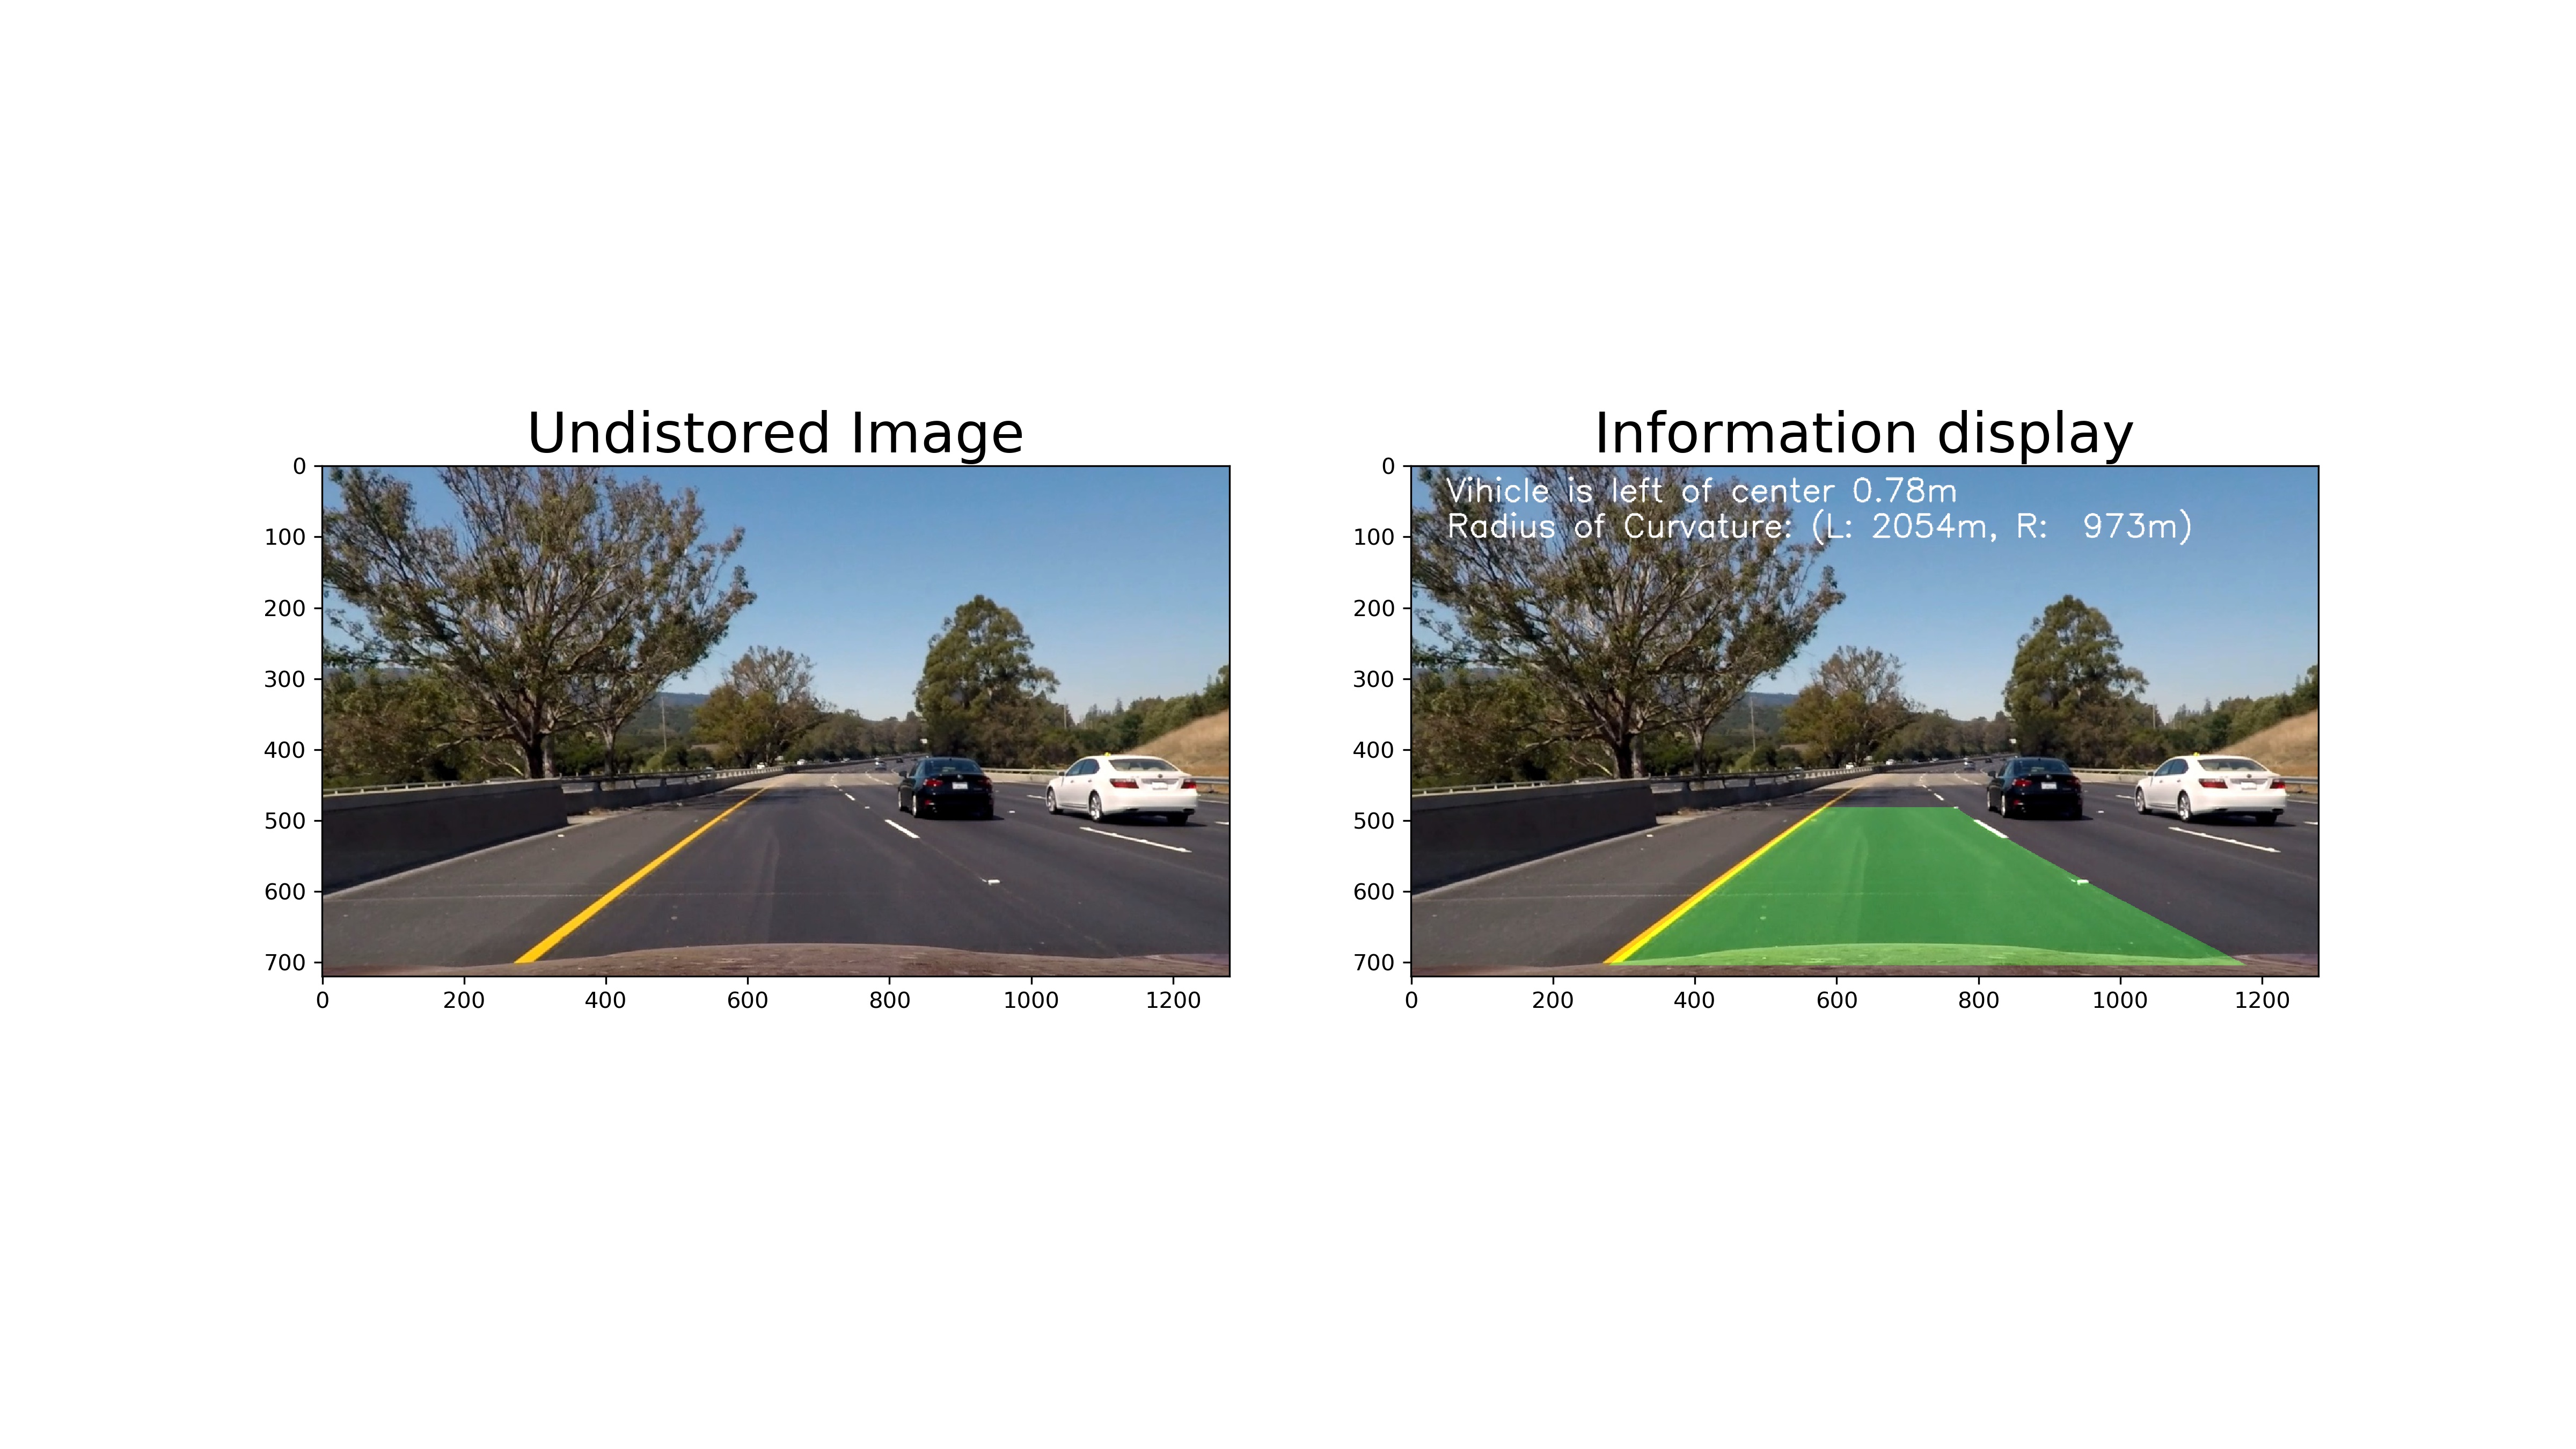 Undistored Image
0
100
200
300
400
500
600
700
0 200 400 600 800 1000 1200
Information display
Vihicle is left of center 0.78m
Radius of Curvature: (L: 2054m, R:  973m)
0
100
200
300
400
500
600
700
0 200 400 600 800 1000 1200